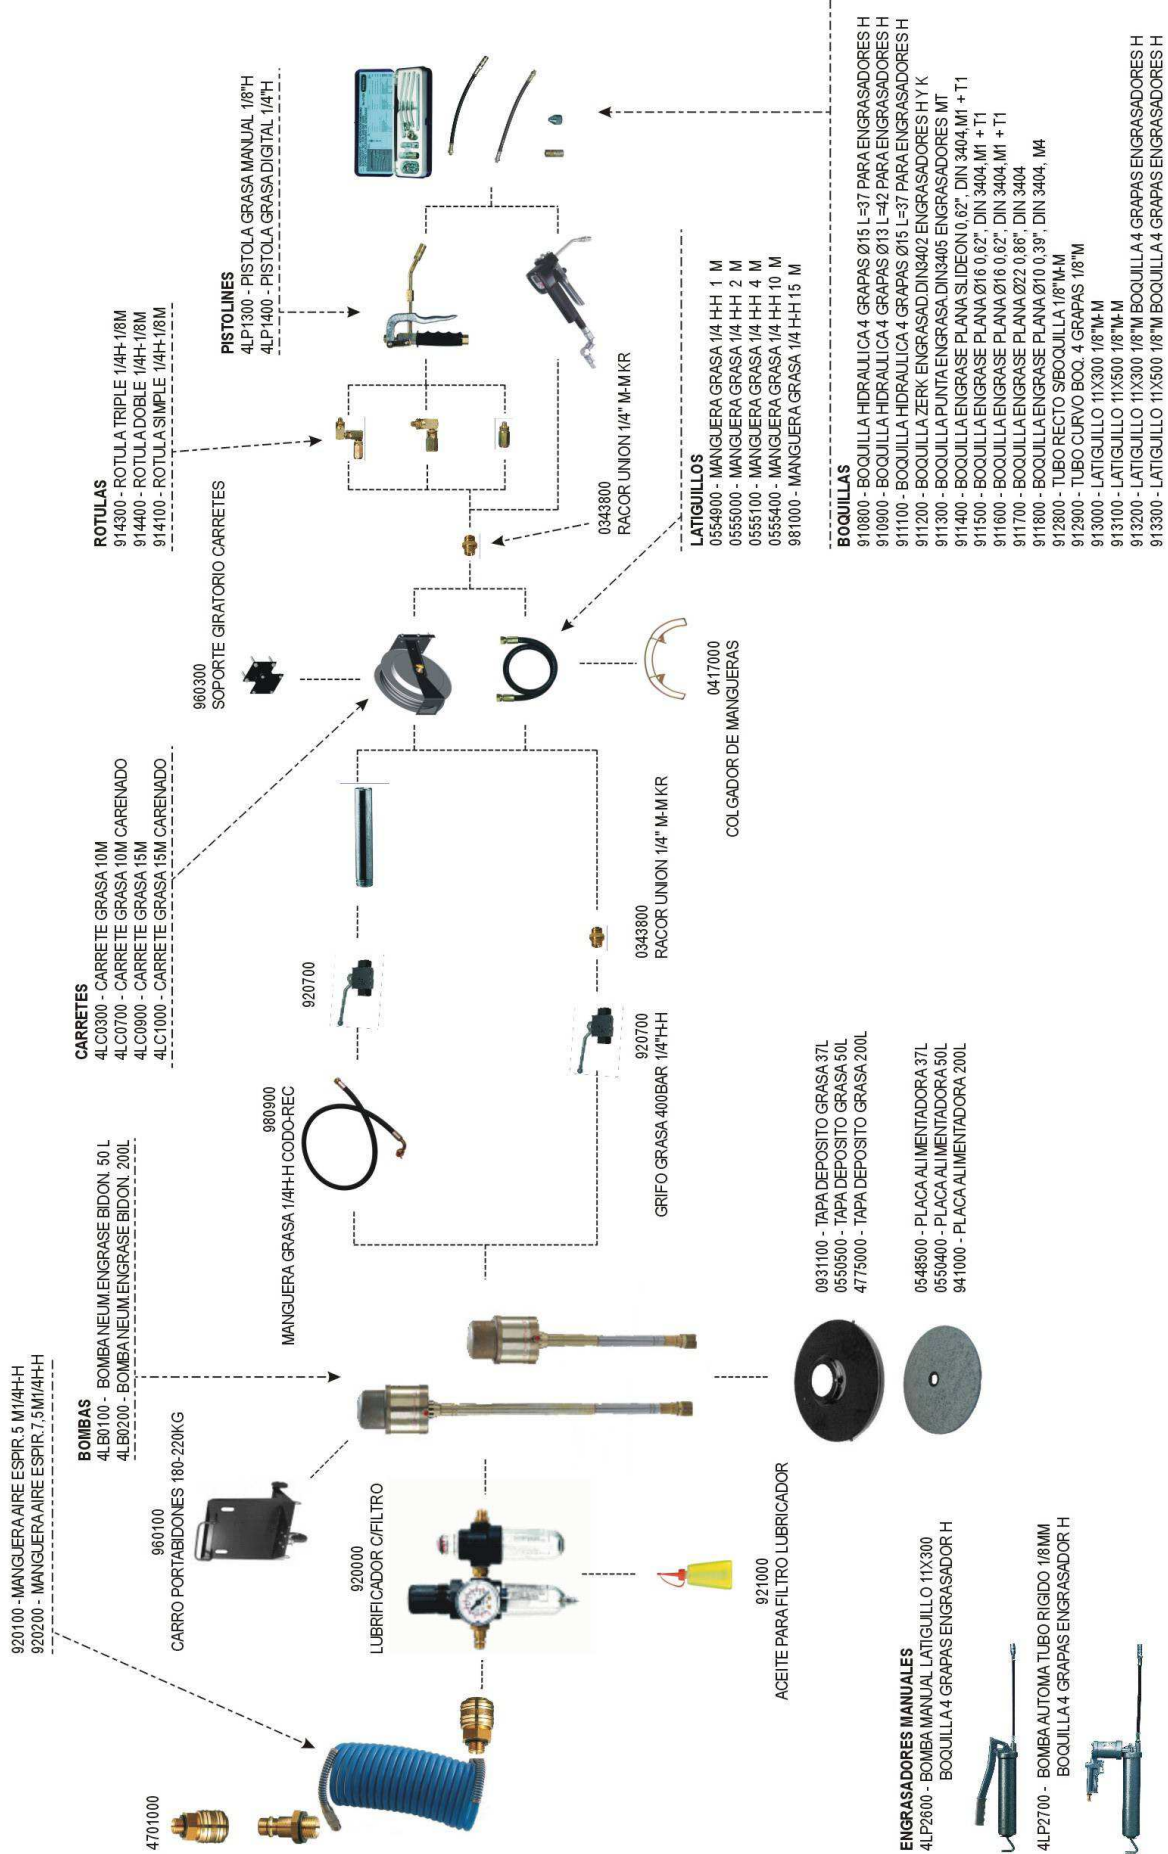 920100 - MANGUERA AIRE ESPIR.5 M1/4H-H
920200 - MANGUERA AIRE ESPIR.7,5M1/4H-H
4701000
BOMBAS
4LB0100 - BOMBA NEUM.ENGRASE BIDON. 50 L
4LB0200 - BOMBA NEUM.ENGRASE BIDON. 200L
960100
CARRO PORTABIDONES 180-220KG
920000
LUBRIFICADOR C/FILTRO
921000
ACEITE PARA FILTRO LUBRICADOR
CARRETES
4LC0300 - CARRETE GRASA 10M
4LC0700 - CARRETE GRASA 10M CARENADO
4LC0900 - CARRETE GRASA 15M
4LC1000 - CARRETE GRASA 15M CARENADO
980900
MANGUERA GRASA 1/4H-H CODO-REC
920700
920700
GRIFO GRASA 400BAR 1/4"H-H
0343800
RACOR UNION 1/4" M-M KR
960300
SOPORTE GIRATORIO CARRETES
0417000
COLGADOR DE MANGUERAS
ROTULAS
914300 - ROTULA TRIPLE 1/4H-1/8M
914400 - ROTULA DOBLE 1/4H-1/8M
914100 - ROTULA SIMPLE 1/4H-1/8M
0343800
RACOR UNION 1/4" M-M KR
PISTOLINES
4LP1300 - PISTOLA GRASA MANUAL 1/8"H
4LP1400 - PISTOLA GRASA DIGITAL 1/4"H
LATIGUILLOS
0554900 - MANGUERA GRASA 1/4 H-H 1 M
0555000 - MANGUERA GRASA 1/4 H-H 2 M
0555100 - MANGUERA GRASA 1/4 H-H 4 M
0555400 - MANGUERA GRASA 1/4 H-H 10 M
981000 - MANGUERA GRASA 1/4 H-H 15 M
0931100 - TAPA DEPOSITO GRASA 37L
0550500 - TAPA DEPOSITO GRASA 50L
4775000 - TAPA DEPOSITO GRASA 200L
0548500 - PLACA ALIMENTADORA 37L
0550400 - PLACA ALIMENTADORA 50L
941000 - PLACA ALIMENTADORA 200L
BOQUILLAS
910800 - BOQUILLA HIDRAULICA 4 GRAPAS Ø15 L=37 PARA ENGRASADORES H
910900 - BOQUILLA HIDRAULICA 4 GRAPAS Ø13 L=42 PARA ENGRASADORES H
911100 - BOQUILLA HIDRAULICA 4 GRAPAS Ø15 L=37 PARA ENGRASADORES H
911200 - BOQUILLA ZERK ENGRASAD.DIN3402 ENGRASADORES H Y K
911300 - BOQUILLA PUNTA ENGRASA.DIN3405 ENGRASADORES MT
911400 - BOQUILLA ENGRASE PLANA SLIDEON 0,62", DIN 3404,M1 + T1
911500 - BOQUILLA ENGRASE PLANA Ø16 0,62", DIN 3404,M1 + T1
911600 - BOQUILLA ENGRASE PLANA Ø16 0,62", DIN 3404,M1 + T1
911700 - BOQUILLA ENGRASE PLANA Ø22 0,86", DIN 3404
911800 - BOQUILLA ENGRASE PLANA Ø10 0,39", DIN 3404, M4
912800 - TUBO RECTO S/BOQUILLA 1/8"M-M
912900 - TUBO CURVO BOQ. 4 GRAPAS 1/8"M
913000 - LATIGUILLO 11X300 1/8"M-M
913100 - LATIGUILLO 11X500 1/8"M-M
913200 - LATIGUILLO 11X300 1/8"M BOQUILLA 4 GRAPAS ENGRASADORES H
913300 - LATIGUILLO 11X500 1/8"M BOQUILLA 4 GRAPAS ENGRASADORES H
ENGRASADORES MANUALES
4LP2600 - BOMBA MANUAL LATIGUILLO 11X300
BOQUILLA 4 GRAPAS ENGRASADOR H
4LP2700 - BOMBA AUTOMA TUBO RIGIDO 1/8MM
BOQUILLA 4 GRAPAS ENGRASADOR H